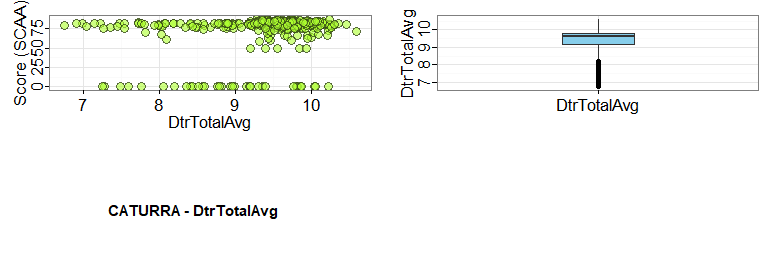 Score (SCAA)
0 25 50 75
7 8 9 10
DtrTotalAvg
DtrTotalAvg
7 8 9 10
DtrTotalAvg
CATURRA - DtrTotalAvg